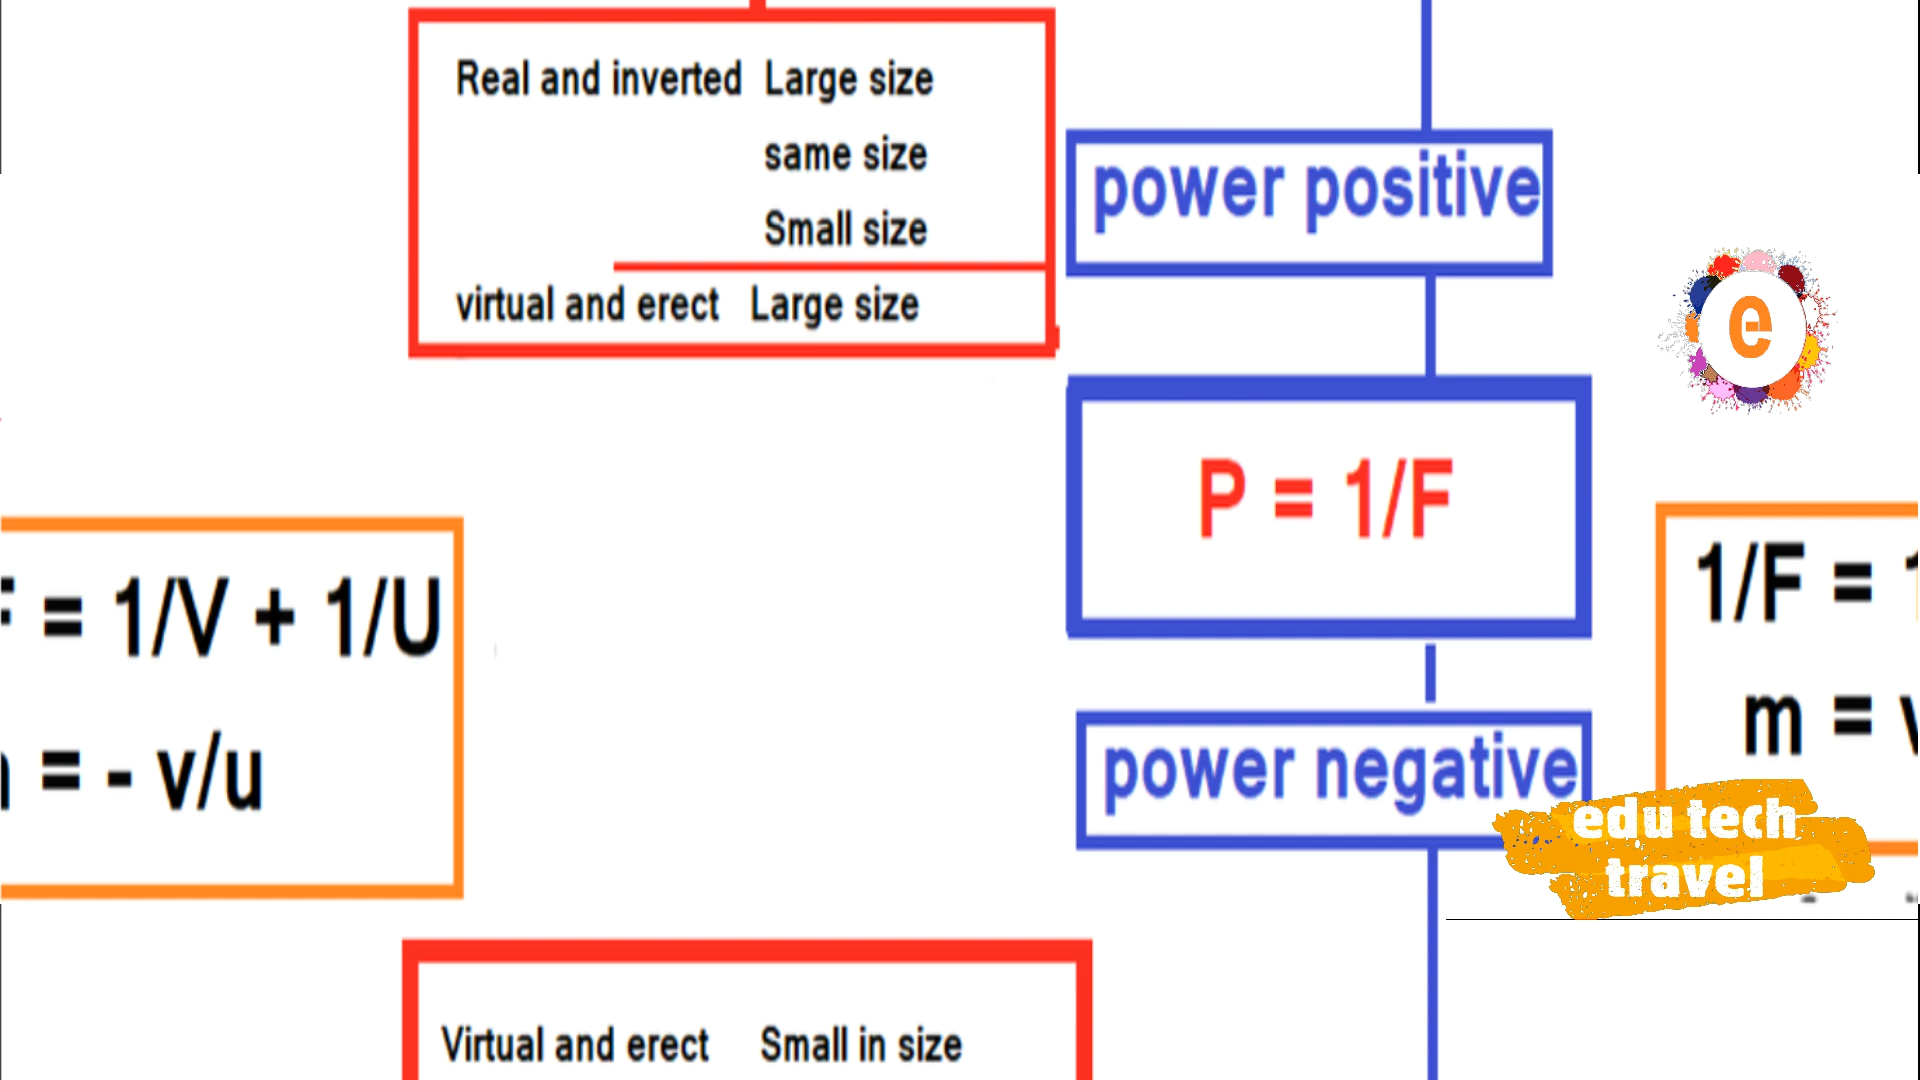 Real and inverted Large size
same size
Small size
virtual and erect Large size
power positive
e
P = 1/F
= 1/V + 1/U
= - v/u
1/F =
m =
power negative
edu tech
travel
Virtual and erect Small in size